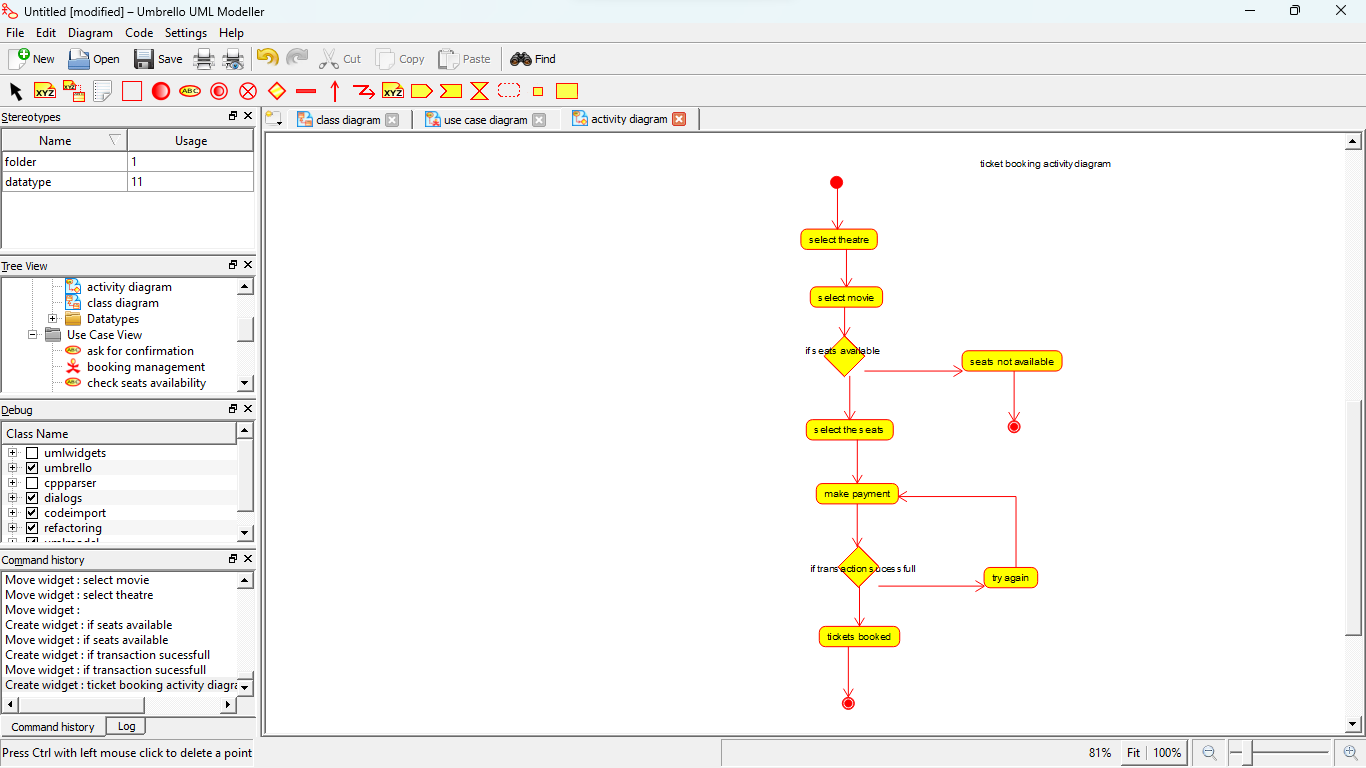 Untitled [modified] – Umbrello UML Modeller
File Edit Diagram Code Settings Help
New Open Save Cut Copy Paste Find
XYZ XYZ ABC XYZ
Stereotypes
Name Usage
folder 1
datatype 11
Tree View
activity diagram
class diagram
Datatypes
Use Case View
ask for confirmation
booking management
check seats availability
Debug
Class Name
umlwidgets
umbrello
cppparser
dialogs
codeimport
refactoring
Command history
Move widget : select movie
Move widget : select theatre
Move widget :
Create widget : if seats available
Move widget : if seats available
Create widget : if transaction sucessfull
Move widget : if transaction sucessfull
Create widget : ticket booking activity diagra
Command history Log
Press Ctrl with left mouse click to delete a point
class diagram use case diagram activity diagram
ticket booking activity diagram
select theatre
select movie
if seats available
seats not available
select the seats
make payment
if transaction sucessfull
try again
tickets booked
81% Fit 100%